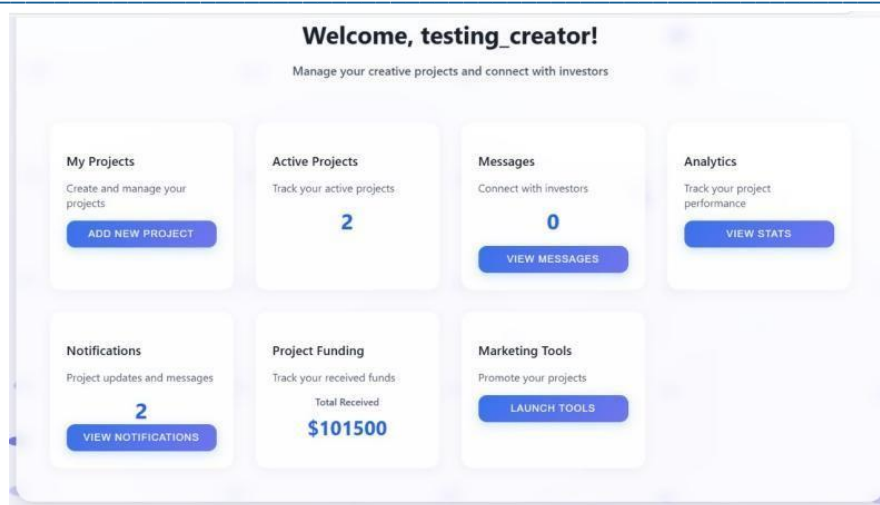 Welcome, testing_creator!
Manage your creative projects and connect with investors
My Projects
Create and manage your
projects
ADD NEW PROJECT
Active Projects
Track your active projects
2
Messages
Connect with investors
0
VIEW MESSAGES
Analytics
Track your project
performance
VIEW STATS
Notifications
Project updates and messages
2
VIEW NOTIFICATIONS
Project Funding
Track your received funds
Total Received
$101500
Marketing Tools
Promote your projects
LAUNCH TOOLS